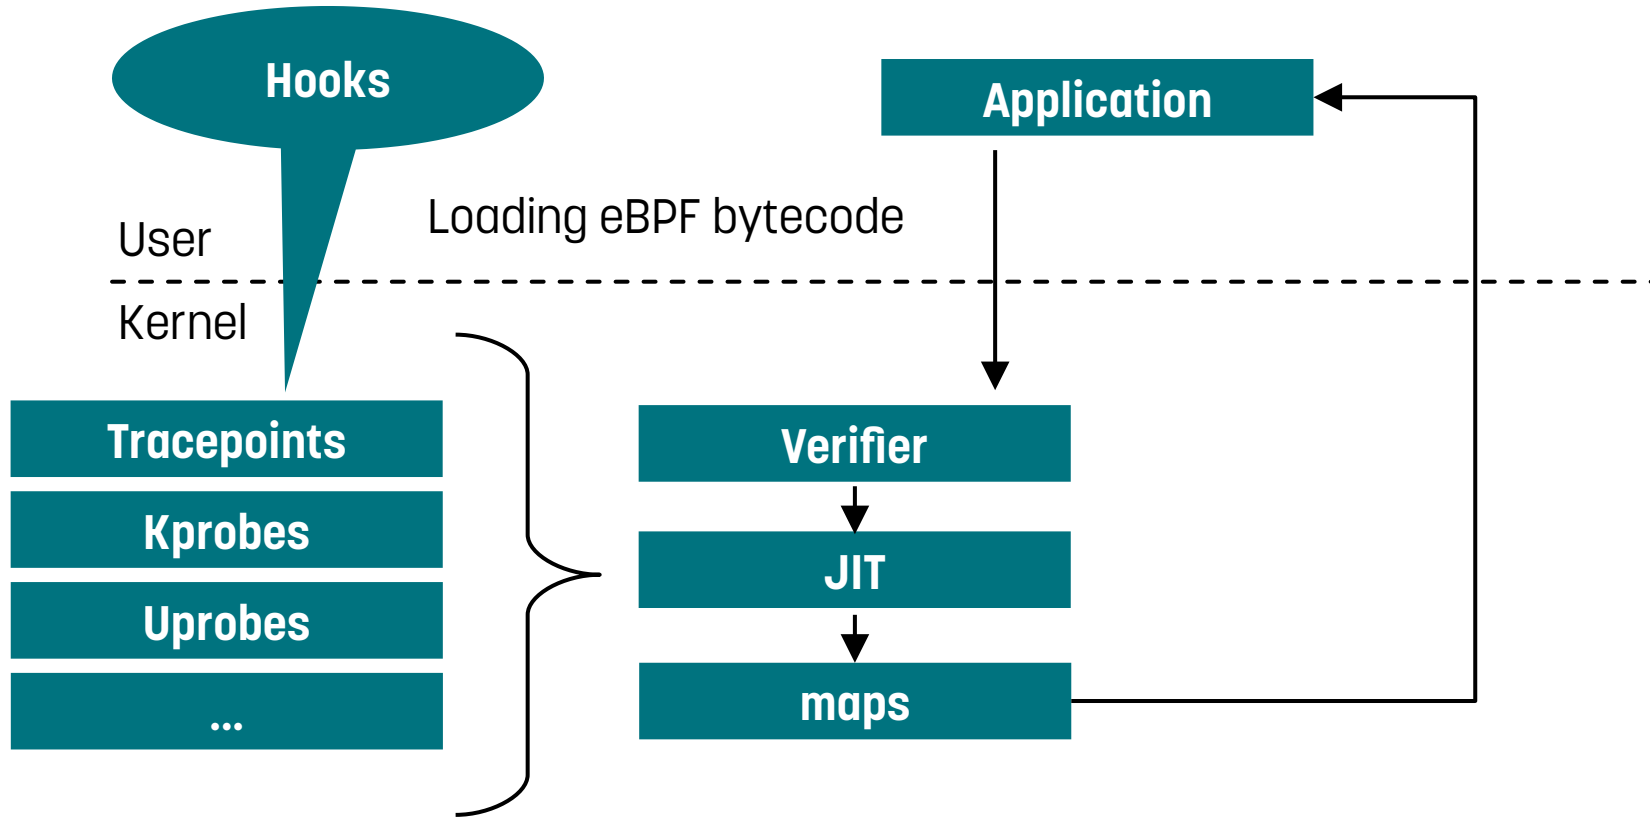 Hooks
Application
Loading eBPF bytecode
User
Kernel
Tracepoints
Kprobes
Uprobes
...
Verifier
JIT
maps